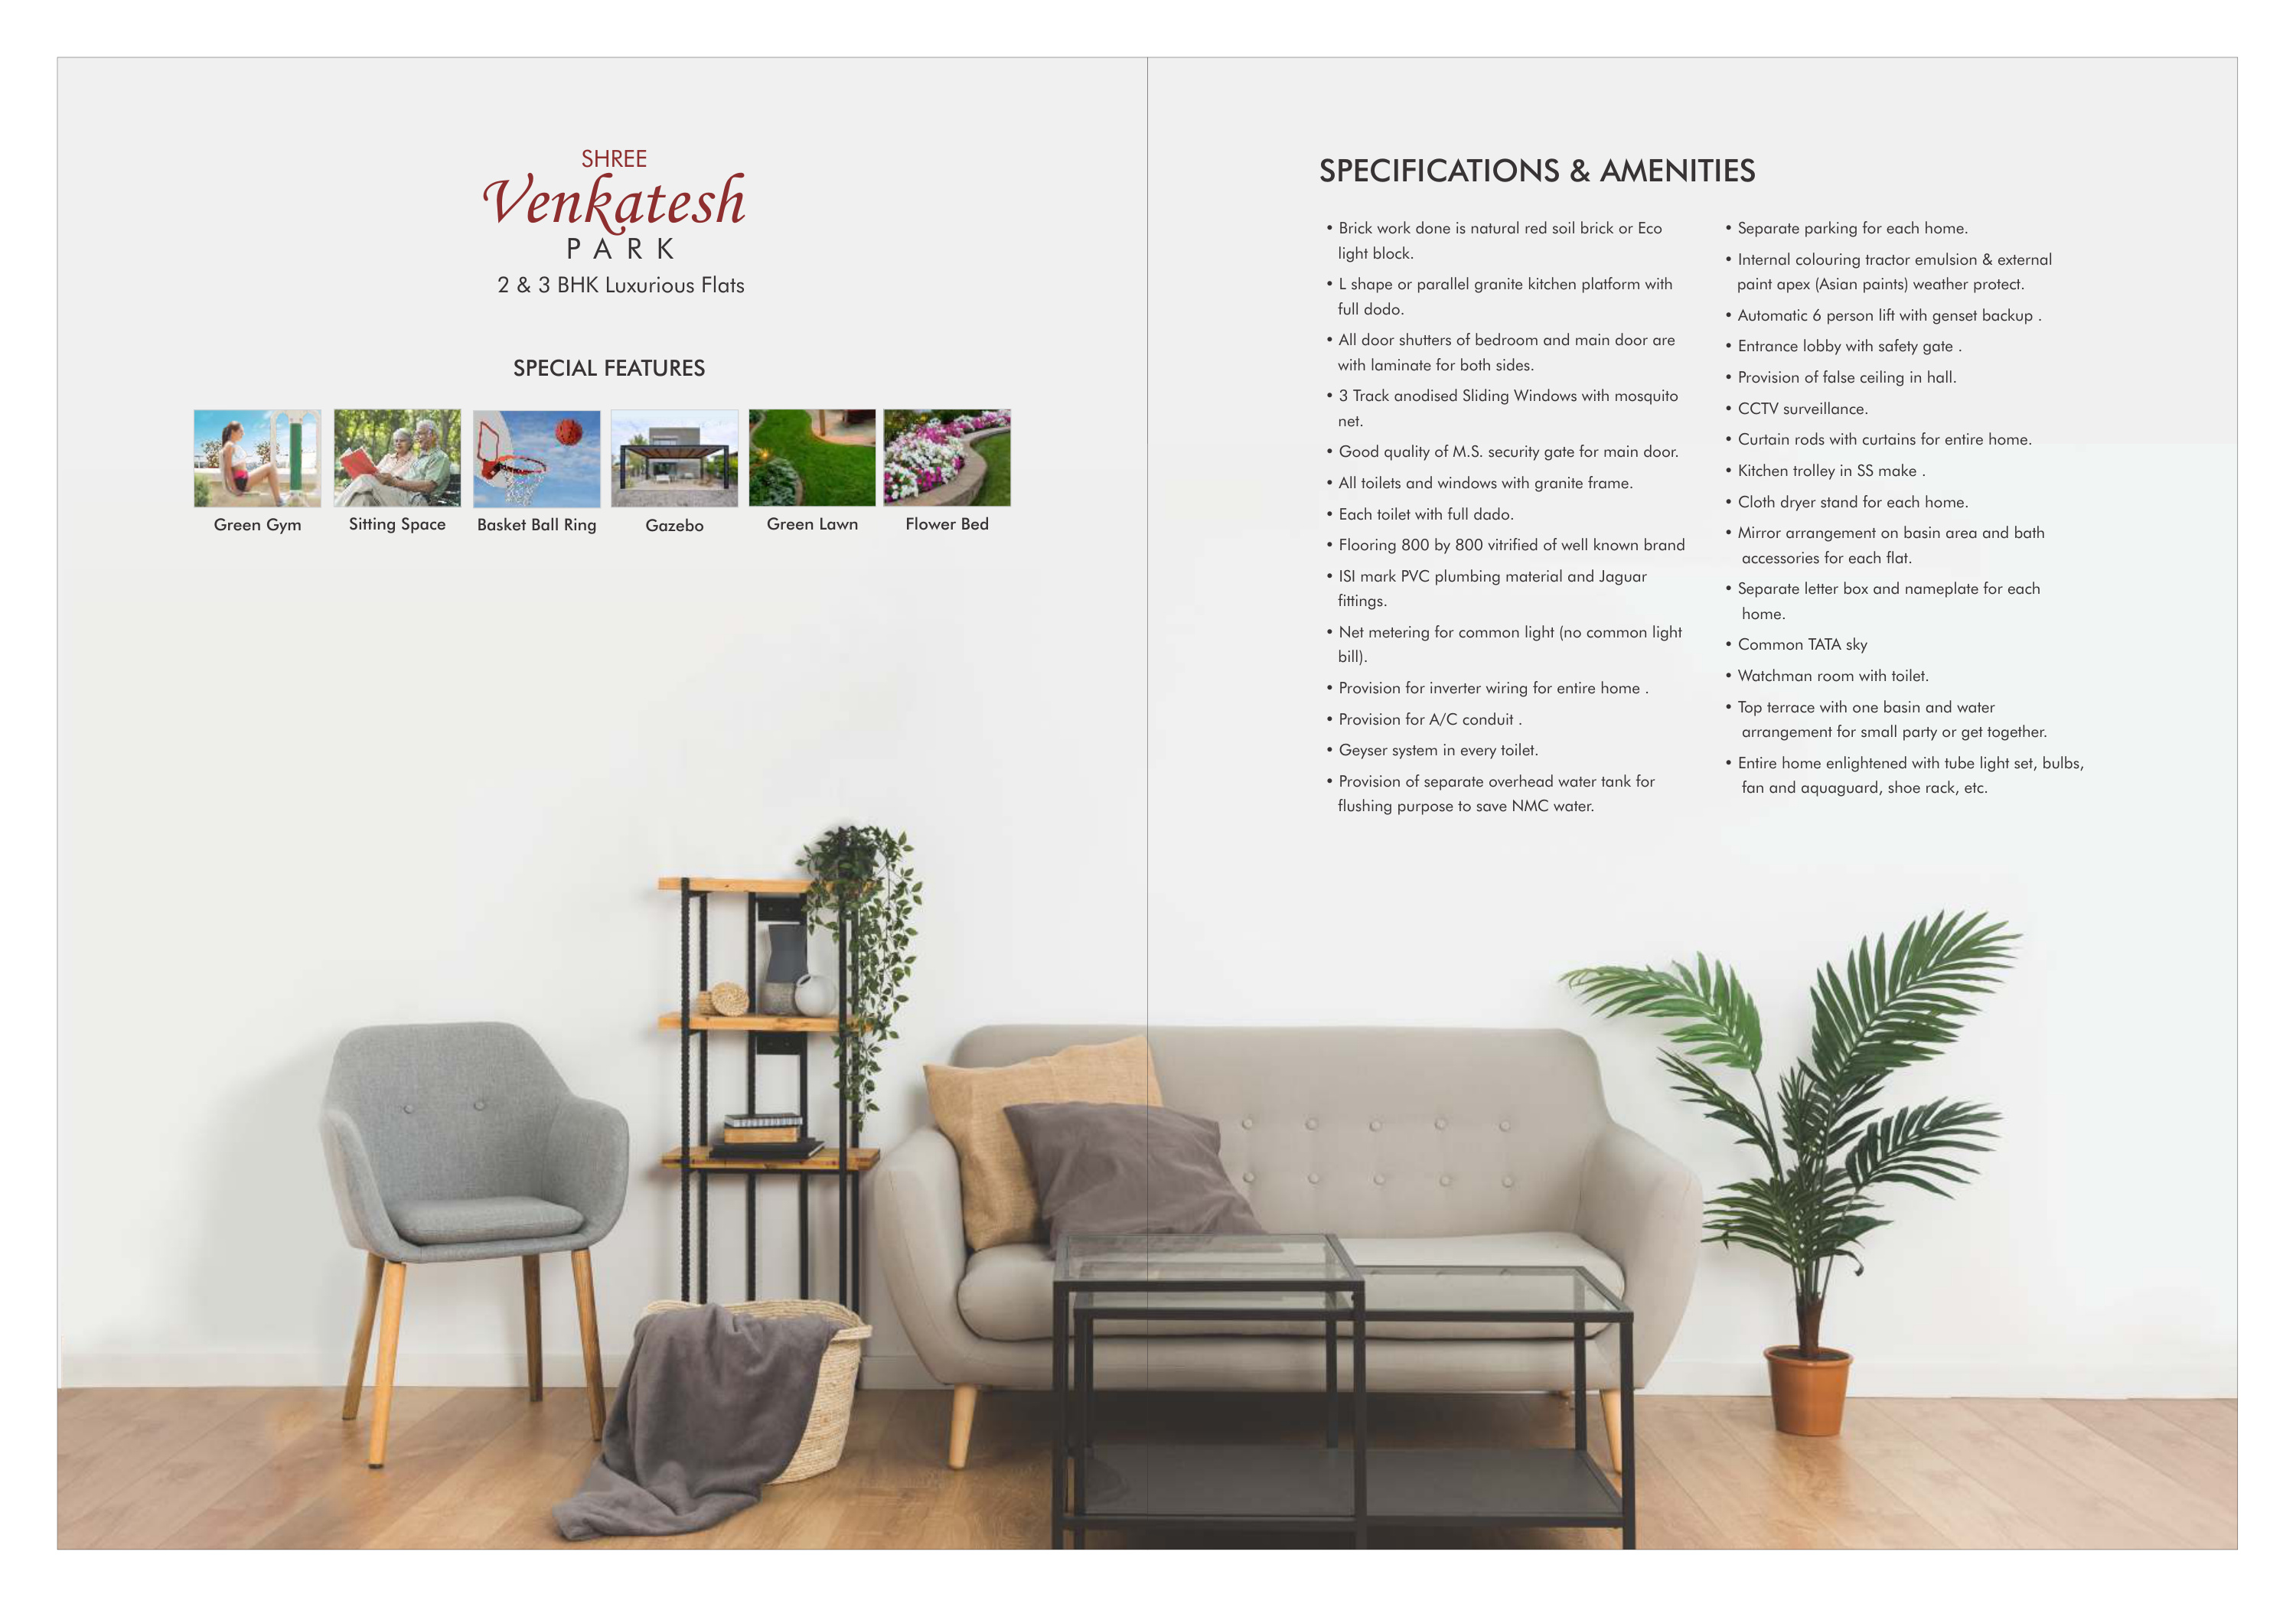 SHREE
Venkatesh
PARK
2 & 3 BHK Luxurious Flats
SPECIAL FEATURES
Green Gym
Sitting Space
Basket Ball Ring
Gazebo
Green Lawn
Flower Bed
SPECIFICATIONS & AMENITIES
• Brick work done is natural red soil brick or Eco
light block.
• L shape or parallel granite kitchen platform with
full dodo.
• All door shutters of bedroom and main door are
with laminate for both sides.
• 3 Track anodised Sliding Windows with mosquito
net.
• Good quality of M.S. security gate for main door.
• All toilets and windows with granite frame.
• Each toilet with full dado.
• Flooring 800 by 800 vitrified of well known brand
• ISI mark PVC plumbing material and Jaguar
fittings.
• Net metering for common light (no common light
bill).
• Provision for inverter wiring for entire home .
• Provision for A/C conduit .
• Geyser system in every toilet.
• Provision of separate overhead water tank for
flushing purpose to save NMC water.
• Separate parking for each home.
• Internal colouring tractor emulsion & external
paint apex (Asian paints) weather protect.
• Automatic 6 person lift with genset backup .
• Entrance lobby with safety gate .
• Provision of false ceiling in hall.
• CCTV surveillance.
• Curtain rods with curtains for entire home.
• Kitchen trolley in SS make .
• Cloth dryer stand for each home.
• Mirror arrangement on basin area and bath
accessories for each flat.
• Separate letter box and nameplate for each
home.
• Common TATA sky
• Watchman room with toilet.
• Top terrace with one basin and water
arrangement for small party or get together.
• Entire home enlightened with tube light set, bulbs,
fan and aquaguard, shoe rack, etc.